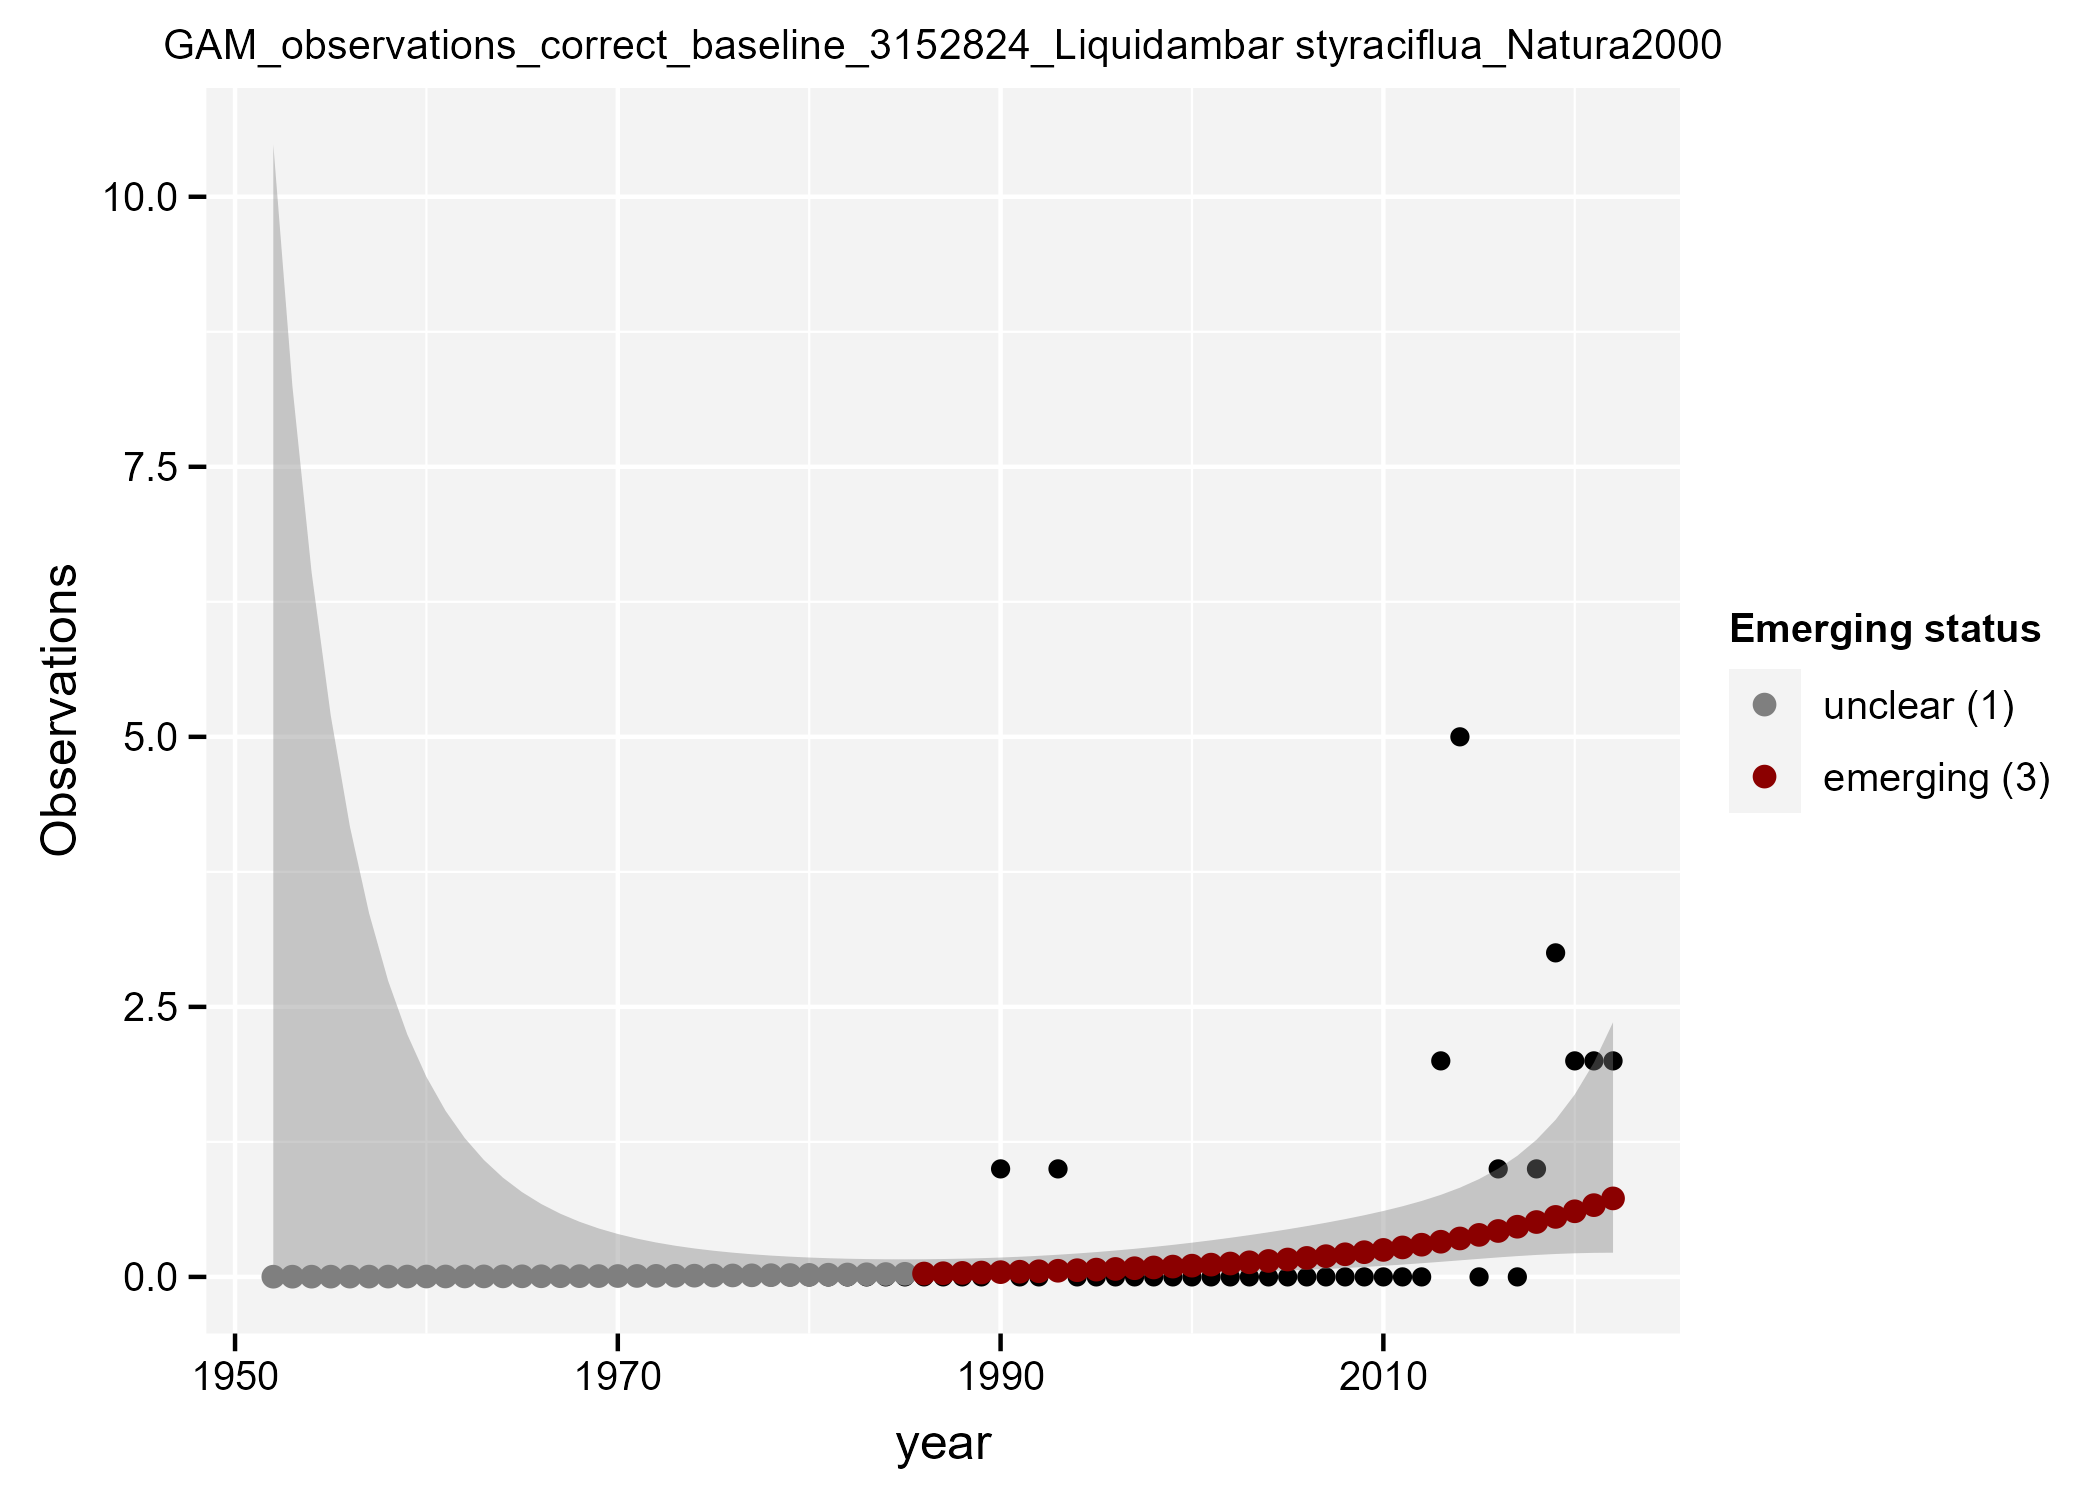 GAM_observations_correct_baseline_3152824_Liquidambar styraciflua_Natura2000
Observations
10.0
7.5
5.0
2.5
0.0
1950
1970
1990
2010
year
Emerging status
unclear (1)
emerging (3)